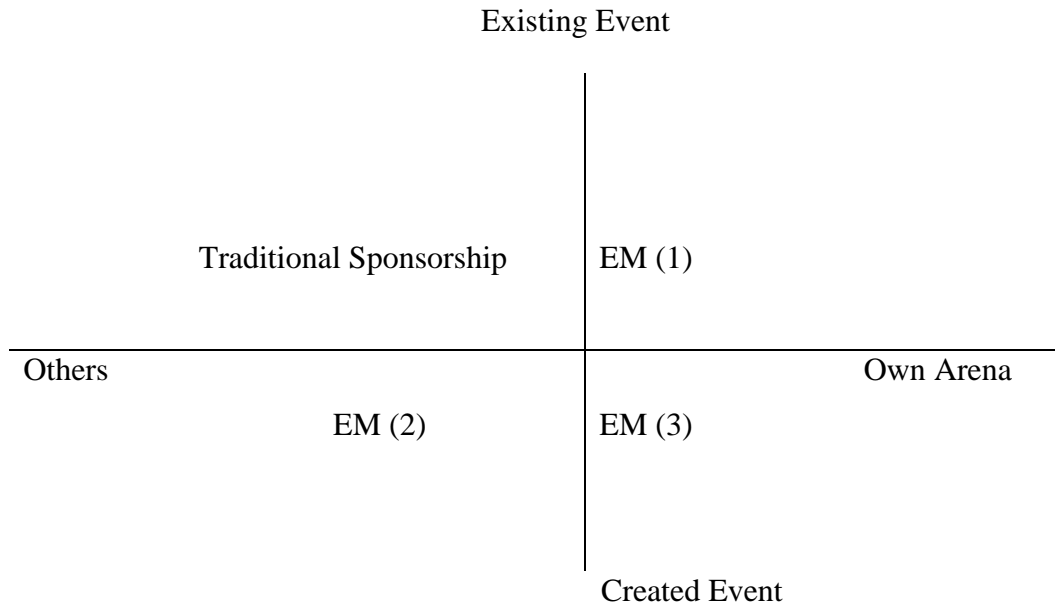 Existing Event
Traditional Sponsorship EM (1)
Others Own Arena
EM (2) EM (3)
Created Event